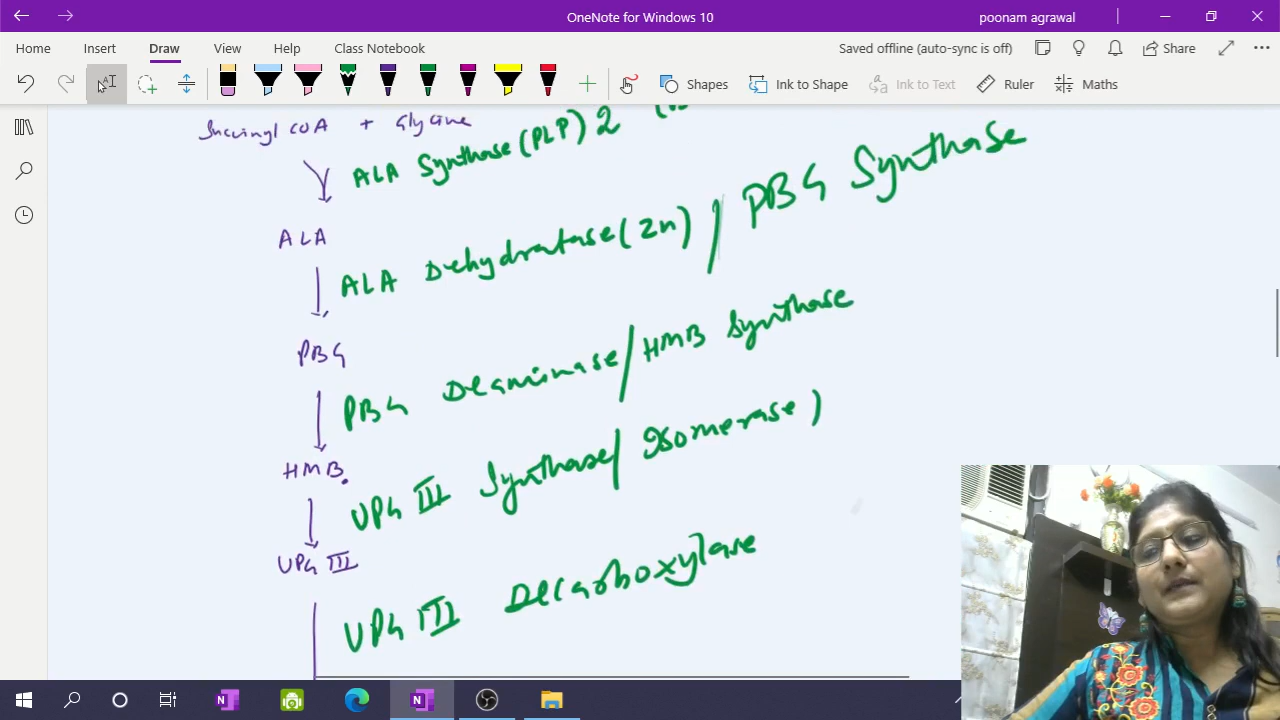 OneNote for Windows 10
poonam agrawal
Home Insert Draw View Help Class Notebook
Saved offline (auto-sync is off) Share
Shapes Ink to Shape Ink to Text Ruler Maths
Succinyl COA + Glycine
ALA Synthase (PLP) 2
ALA
ALA Dehydratase (Zn) / PBG Synthase
PBG
PBG Deaminase / HMB Synthase
HMB.
UPG III Synthase / Isomerase)
UPG III
UPG III Decarboxylase